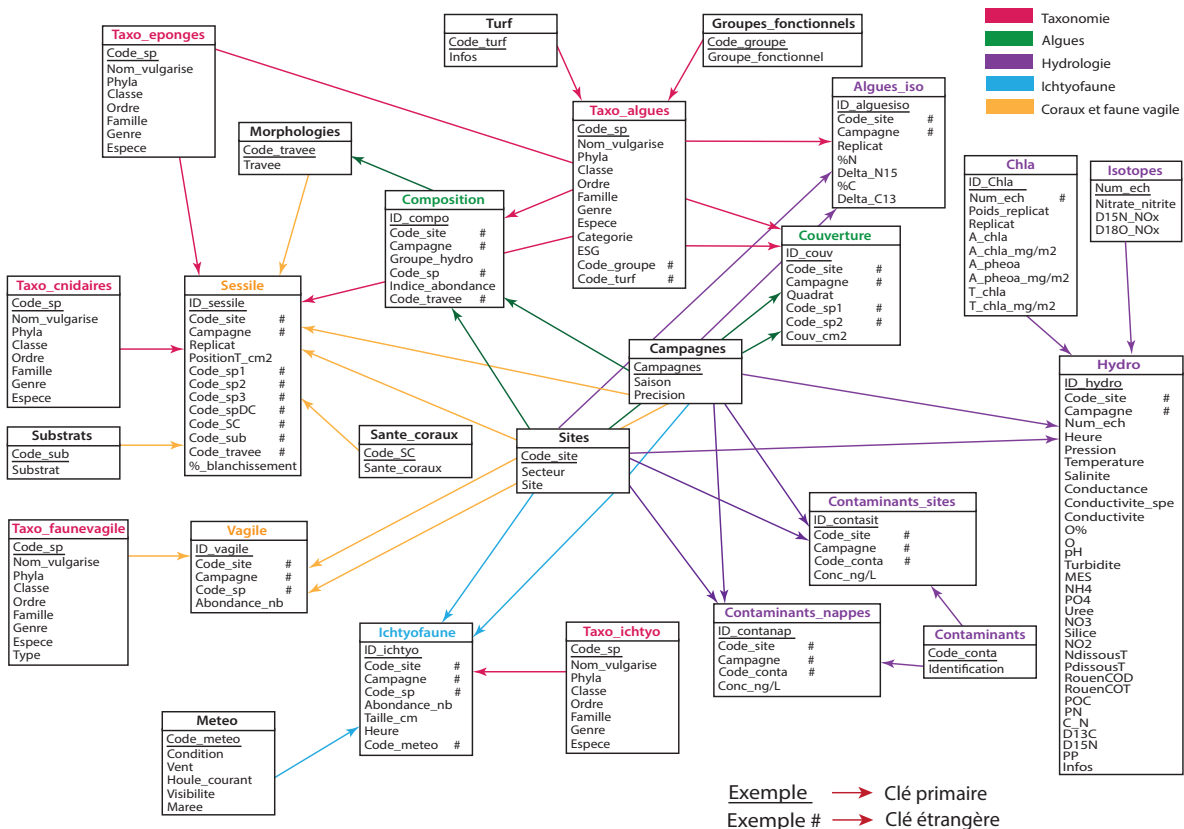 Taxo_eponges
Code_sp
Nom_vulgarise
Phyla
Classe
Ordre
Famille
Genre
Espece
Turf
Code_turf
Infos
Groupes_fonctionnels
Code_groupe
Groupe_fonctionnel
Taxonomie
Algues
Hydrologie
Ichtyofaune
Coraux et faune vagile
Morphologies
Code_travee
Travee
Taxo_algues
Code_sp
Nom_vulgarise
Phyla
Classe
Ordre
Famille
Genre
Espece
Categorie
ESG
Code_groupe #
Code_turf #
Algues_iso
ID_alguesiso
Code_site #
Campagne #
Replicat
%N
Delta_N15
%C
Delta_C13
Chla
ID_Chla
Num_ech #
Poids_replicat
Replicat
A_chla
A_chla_mg/m2
A_pheoa
A_pheoa_mg/m2
T_chla
T_chla_mg/m2
Isotopes
Num_ech
Nitrate_nitrite
D15N_NOx
D18O_NOx
Composition
ID_compo
Code_site #
Campagne #
Groupe_hydro
Code_sp #
Indice_abondance
Code_travee #
Couverture
ID_couv
Code_site #
Campagne #
Quadrat
Code_sp1 #
Code_sp2 #
Couv_cm2
Taxo_cnidaires
Code_sp
Nom_vulgarise
Phyla
Classe
Ordre
Famille
Genre
Espece
Sessile
ID_sessile
Code_site #
Campagne #
Replicat
PositionT_cm2
Code_sp1 #
Code_sp2 #
Code_sp3 #
Code_spDC #
Code_SC #
Code_sub #
Code_travee #
%_blanchissement
Campagnes
Campagnes
Saison
Precision
Hydro
ID_hydro
Code_site #
Campagne #
Num_ech
Heure
Pression
Temperature
Salinite
Conductance
Conductivite_spe
Conductivite
O%
O
pH
Turbidite
MES
NH4
PO4
Uree
NO3
Silice
NO2
NdissousT
PdissousT
RouenCOD
RouenCOT
POC
PN
C_N
D13C
D15N
PP
Infos
Substrats
Code_sub
Substrat
Sante_coraux
Code_SC
Sante_coraux
Sites
Code_site
Secteur
Site
Contaminants_sites
ID_contasit
Code_site #
Campagne #
Code_conta #
Conc_ng/L
Taxo_faunevagile
Code_sp
Nom_vulgarise
Phyla
Classe
Ordre
Famille
Genre
Espece
Type
Vagile
ID_vagile
Code_site #
Campagne #
Code_sp #
Abondance_nb
Contaminants_nappes
ID_contanap
Code_site #
Campagne #
Code_conta #
Conc_ng/L
Contaminants
Code_conta
Identification
Ichtyofaune
ID_ichtyo
Code_site #
Campagne #
Code_sp #
Abondance_nb
Taille_cm
Heure
Code_meteo #
Taxo_ichtyo
Code_sp
Nom_vulgarise
Phyla
Classe
Ordre
Famille
Genre
Espece
Meteo
Code_meteo
Condition
Vent
Houle_courant
Visibilite
Maree
Exemple Clé primaire
Exemple # Clé étrangère